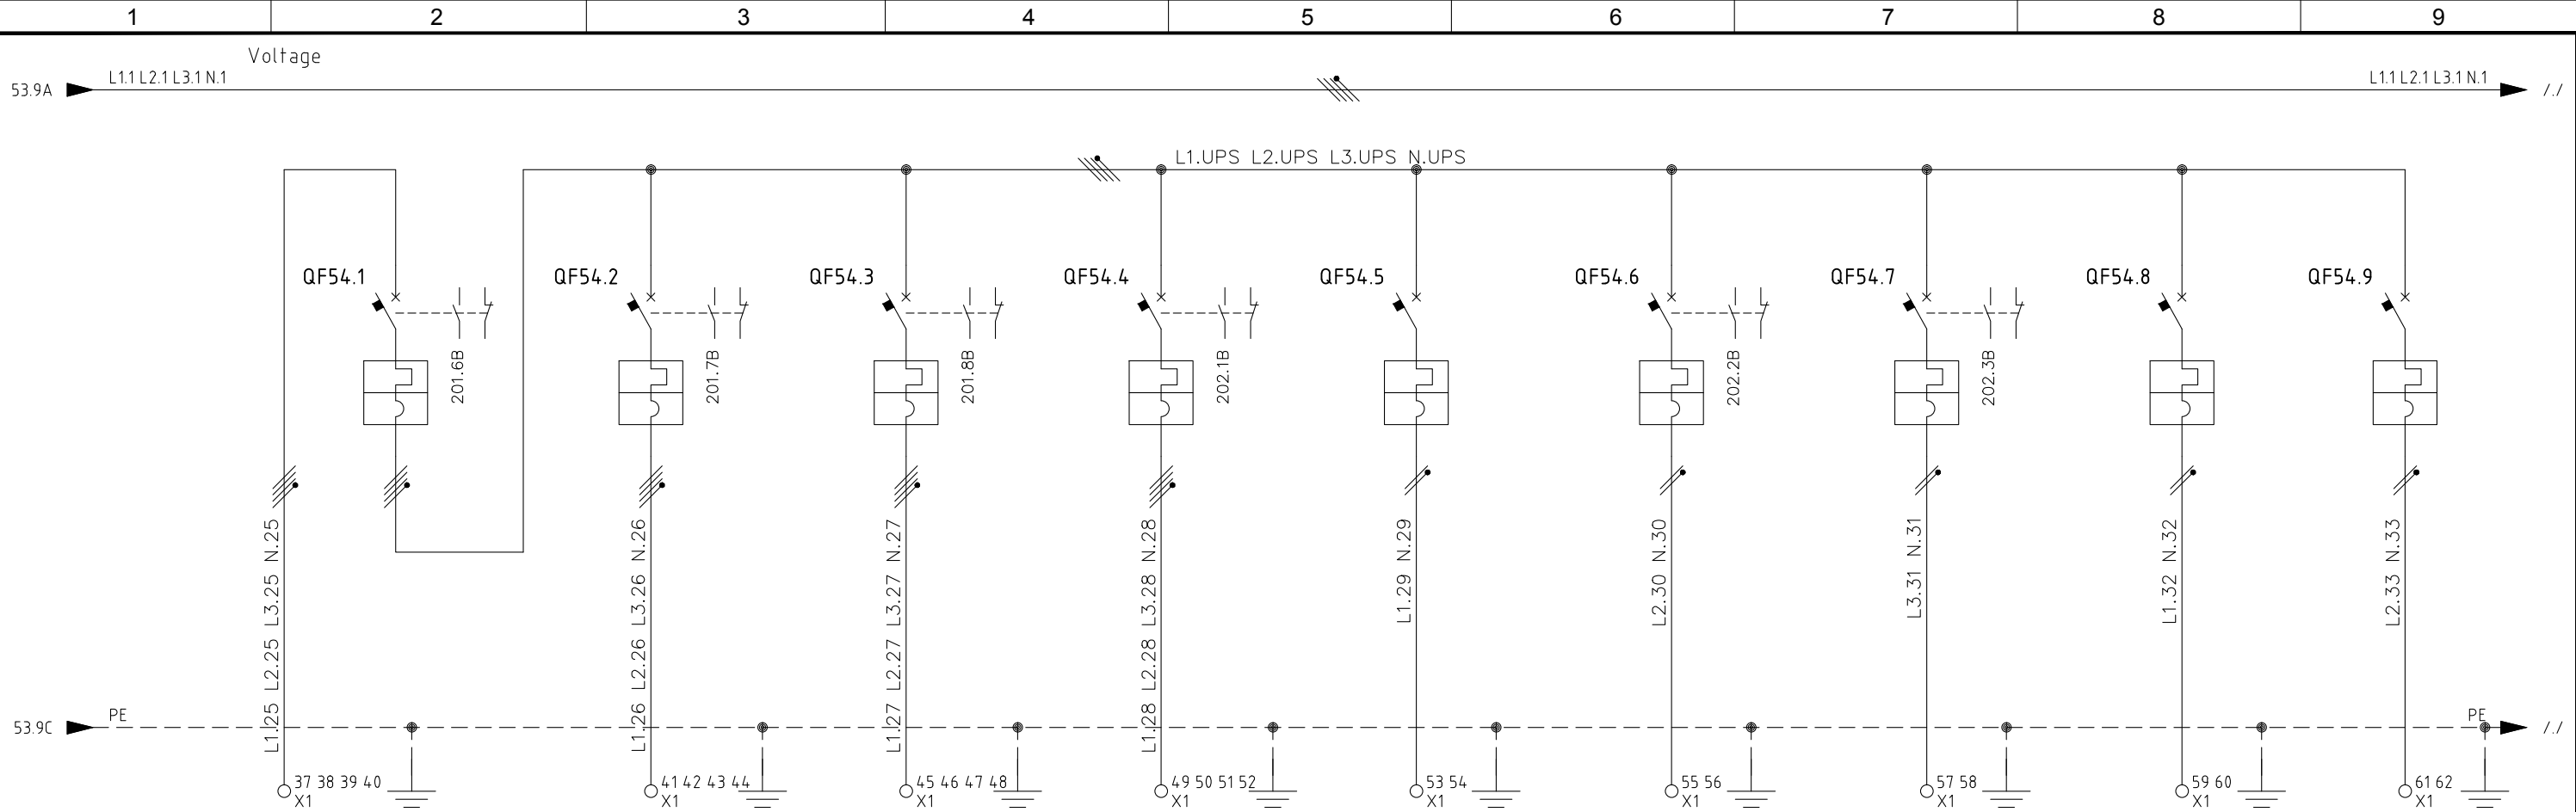 1 2 3 4 5 6 7 8 9
Voltage
L1.1 L2.1 L3.1 N.1
L1.1 L2.1 L3.1 N.1
53.9A
/./
L1.UPS L2.UPS L3.UPS N.UPS
QF54.1 QF54.2 QF54.3 QF54.4 QF54.5 QF54.6 QF54.7 QF54.8 QF54.9
201.6B
201.7B
201.8B
202.1B
202.2B
202.3B
L1.25 L2.25 L3.25 N.25
L1.26 L2.26 L3.26 N.26
L1.27 L2.27 L3.27 N.27
L1.28 L2.28 L3.28 N.28
L1.29 N.29
L2.30 N.30
L3.31 N.31
L1.32 N.32
L2.33 N.33
53.9C
PE
PE
/./
37 38 39 40
X1
41 42 43 44
X1
45 46 47 48
X1
49 50 51 52
X1
53 54
X1
55 56
X1
57 58
X1
59 60
X1
61 62
X1